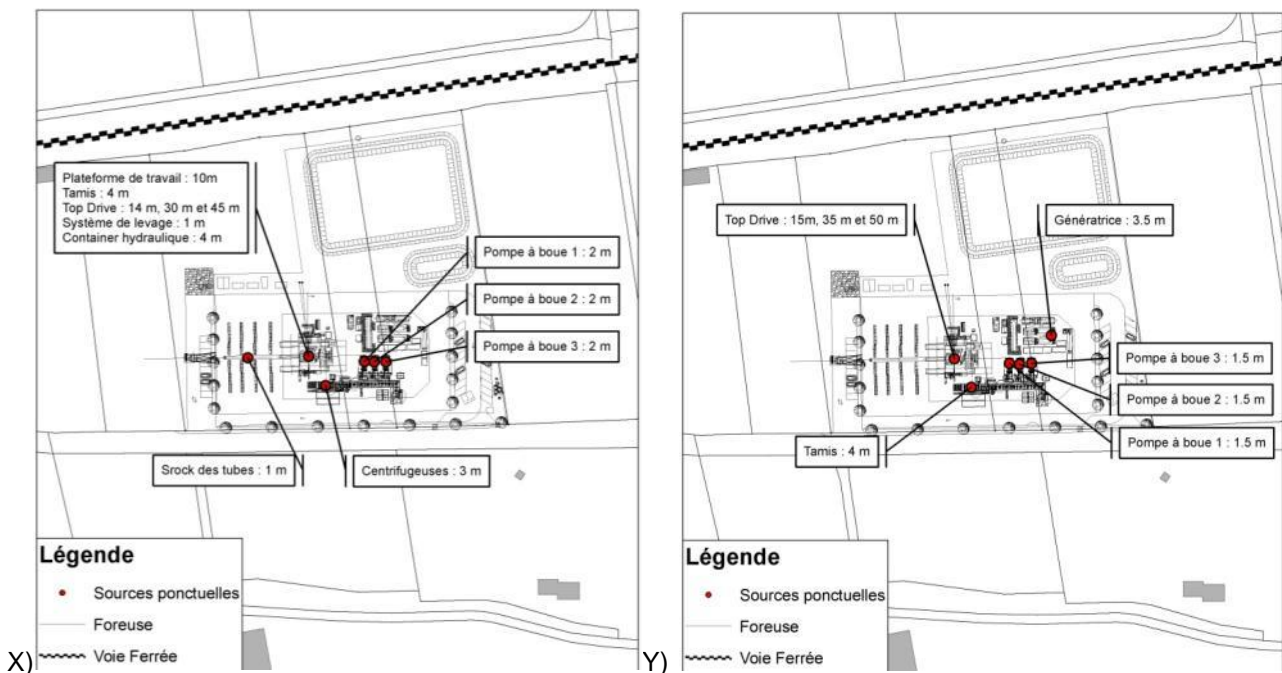 Plateforme de travail : 10m
Tamis : 4 m
Top Drive : 14 m, 30 m et 45 m
Système de levage : 1 m
Container hydraulique : 4 m
Pompe à boue 1 : 2 m
Pompe à boue 2 : 2 m
Pompe à boue 3 : 2 m
Srock des tubes : 1 m
Centrifugeuses : 3 m
Légende
Sources ponctuelles
Foreuse
Voie Ferrée
X)
Top Drive : 15m, 35 m et 50 m
Génératrice : 3.5 m
Pompe à boue 3 : 1.5 m
Pompe à boue 2 : 1.5 m
Pompe à boue 1 : 1.5 m
Tamis : 4 m
Légende
Sources ponctuelles
Foreuse
Voie Ferrée
Y)